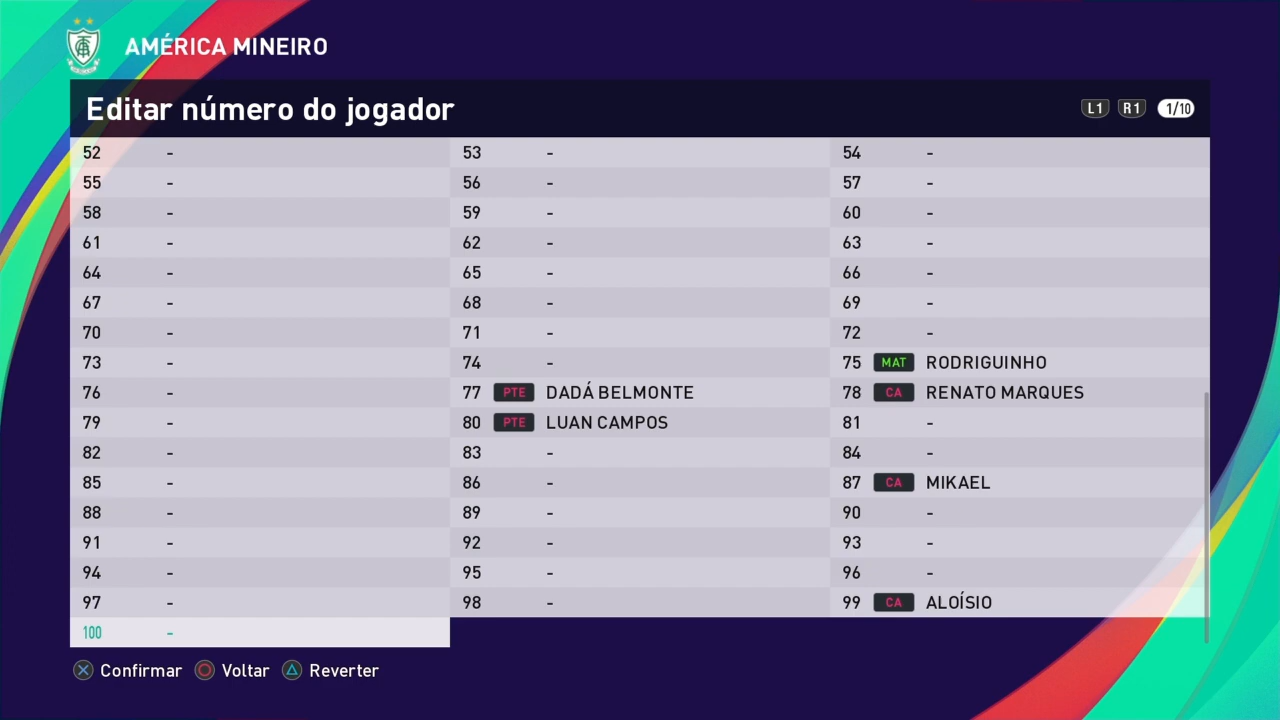 AMÉRICA MINEIRO
Editar número do jogador L1 R1 1/10
52 - 53 - 54 -
55 - 56 - 57 -
58 - 59 - 60 -
61 - 62 - 63 -
64 - 65 - 66 -
67 - 68 - 69 -
70 - 71 - 72 -
73 - 74 - 75 MAT RODRIGUINHO
76 - 77 PTE DADÁ BELMONTE 78 CA RENATO MARQUES
79 - 80 PTE LUAN CAMPOS 81 -
82 - 83 - 84 -
85 - 86 - 87 CA MIKAEL
88 - 89 - 90 -
91 - 92 - 93 -
94 - 95 - 96 -
97 - 98 - 99 CA ALOÍSIO
100 -
Confirmar Voltar Reverter